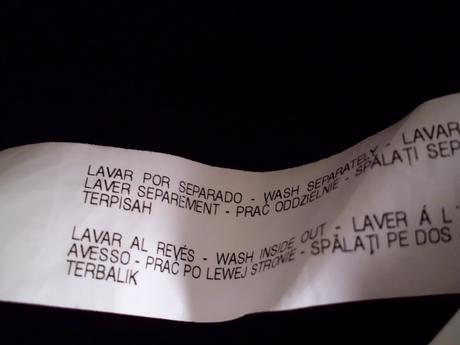 LAVAR POR SEPARADO - WASH SEPARATELY - LAVAR
LAVER SEPAREMENT - PRAĆ ODDZIELNIE - SPĂLAȚI SEP
TERPISAH
LAVAR AL REVÉS - WASH INSIDE OUT - LAVER Á L'
AVESSO - PRAĆ PO LEWEJ STRONIE - SPĂLAȚI PE DOS -
TERBALIK